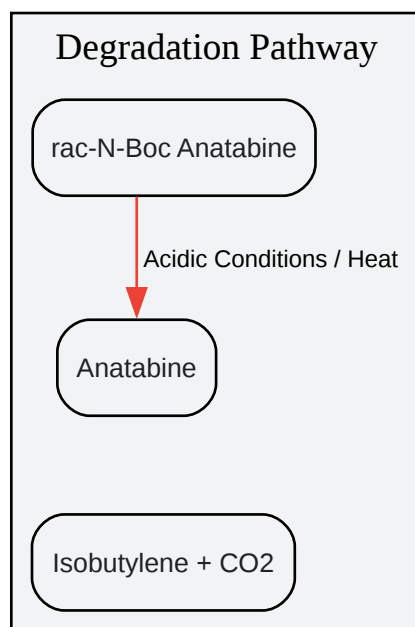 Degradation Pathway
rac-N-Boc Anatabine
Acidic Conditions / Heat
Anatabine
Isobutylene + CO2